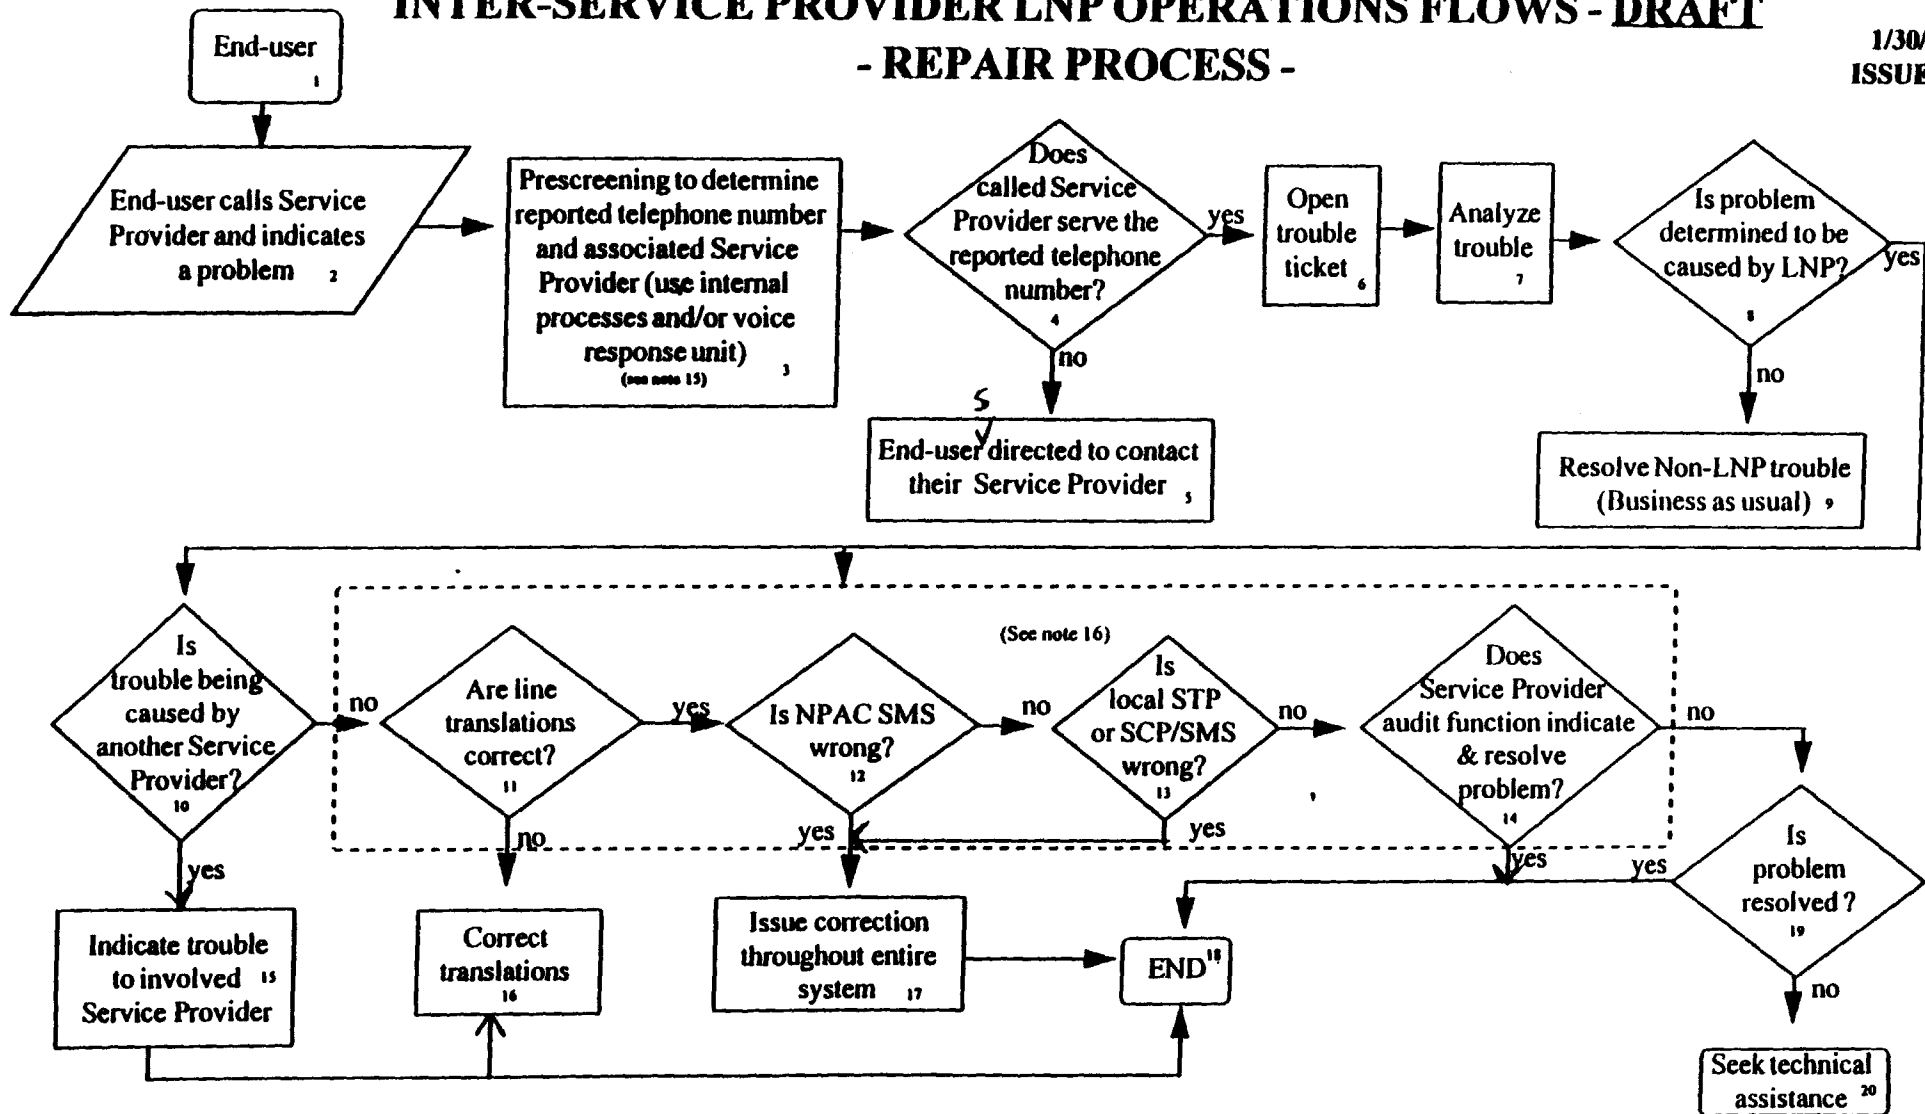 INTER-SERVICE PROVIDER LNP OPERATIONS FLOWS - DRAFT
- REPAIR PROCESS -
1/30/
ISSUE
End-user
1
End-user calls Service
Provider and indicates
a problem 2
Prescreening to determine
reported telephone number
and associated Service
Provider (use internal
processes and/or voice
response unit)
(see note 15) 3
Does
called Service
Provider serve the
reported telephone
number?
4
yes
no
S
End-user directed to contact
their Service Provider 5
Open
trouble
ticket
6
Analyze
trouble
7
Is problem
determined to be
caused by LNP?
8
yes
no
Resolve Non-LNP trouble
(Business as usual) 9
Is
trouble being
caused by
another Service
Provider?
10
no
yes
(See note 16)
Are line
translations
correct?
11
yes
no
Is NPAC SMS
wrong?
12
no
yes
Is
local STP
or SCP/SMS
wrong?
13
no
yes
Does
Service Provider
audit function indicate
& resolve
problem?
14
no
yes
Is
problem
resolved ?
19
yes
no
Indicate trouble
to involved 15
Service Provider
Correct
translations
16
Issue correction
throughout entire
system 17
END 18
Seek technical
assistance 20